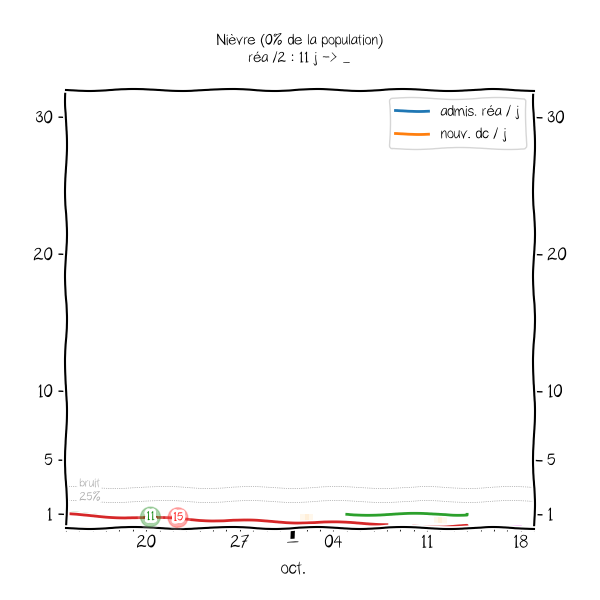 Nièvre (0% de la population)
réa /2 : 11 j -> _
admis. réa / j
nouv. dc / j
30 30
20 20
10 10
5 5
bruit
25%
1 11 15 1
20 27 04 11 18
oct.